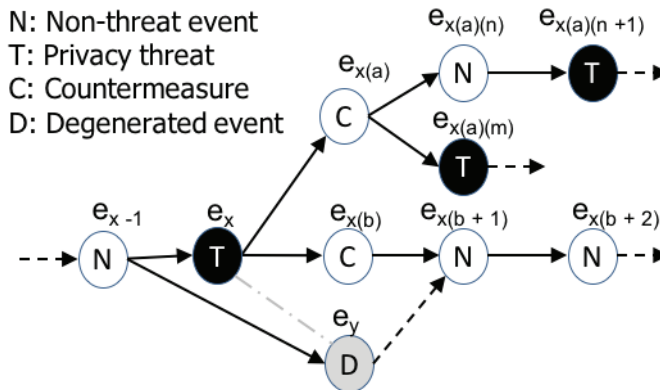 N: Non-threat event
T: Privacy threat
C: Countermeasure
D: Degenerated event
e_x(a)(n) e_x(a)(n +1)
e_x(a)
N T
C
e_x(a)(m)
T
e_x -1 e_x e_x(b) e_x(b + 1) e_x(b + 2)
N T C N N
e_y
D